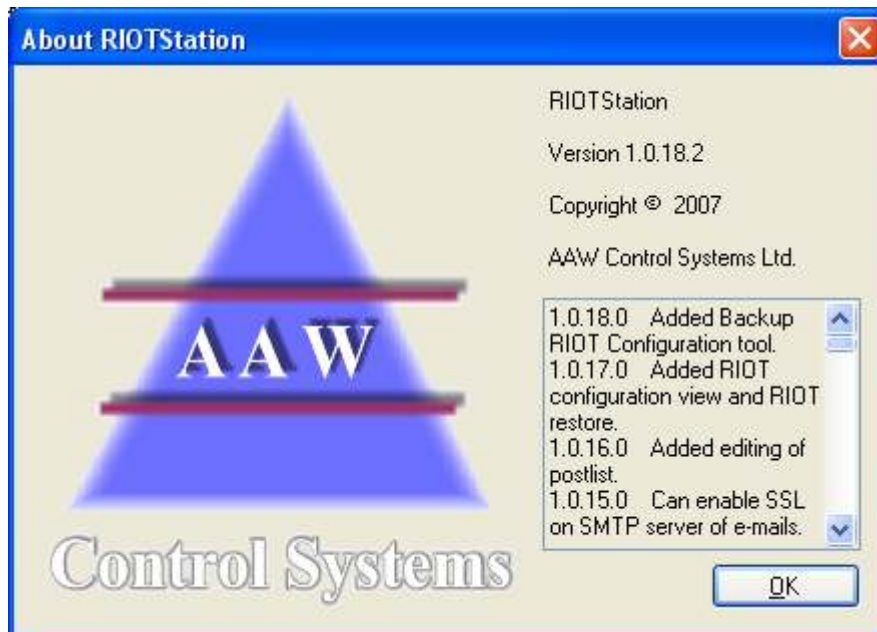 About RIOTStation
RIOTStation
Version 1.0.18.2
Copyright © 2007
AAW Control Systems Ltd.
AAW
Control Systems
1.0.18.0 Added Backup
RIOT Configuration tool.
1.0.17.0 Added RIOT
configuration view and RIOT
restore.
1.0.16.0 Added editing of
postlist.
1.0.15.0 Can enable SSL
on SMTP server of e-mails.
OK